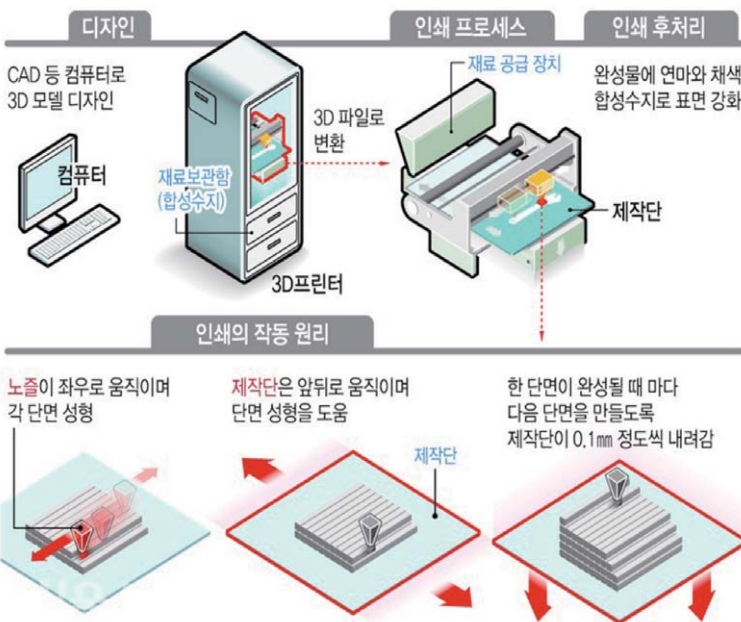 디자인
인쇄 프로세스
인쇄 후처리
CAD 등 컴퓨터로
3D 모델 디자인
컴퓨터
재료보관함
(합성수지)
3D프린터
3D 파일로
변환
재료 공급 장치
제작단
완성물에 연마와 채색
합성수지로 표면 강화
인쇄의 작동 원리
노즐이 좌우로 움직이며
각 단면 성형
제작단은 앞뒤로 움직이며
단면 성형을 도움
제작단
한 단면이 완성될 때 마다
다음 단면을 만들도록
제작단이 0.1㎜ 정도씩 내려감